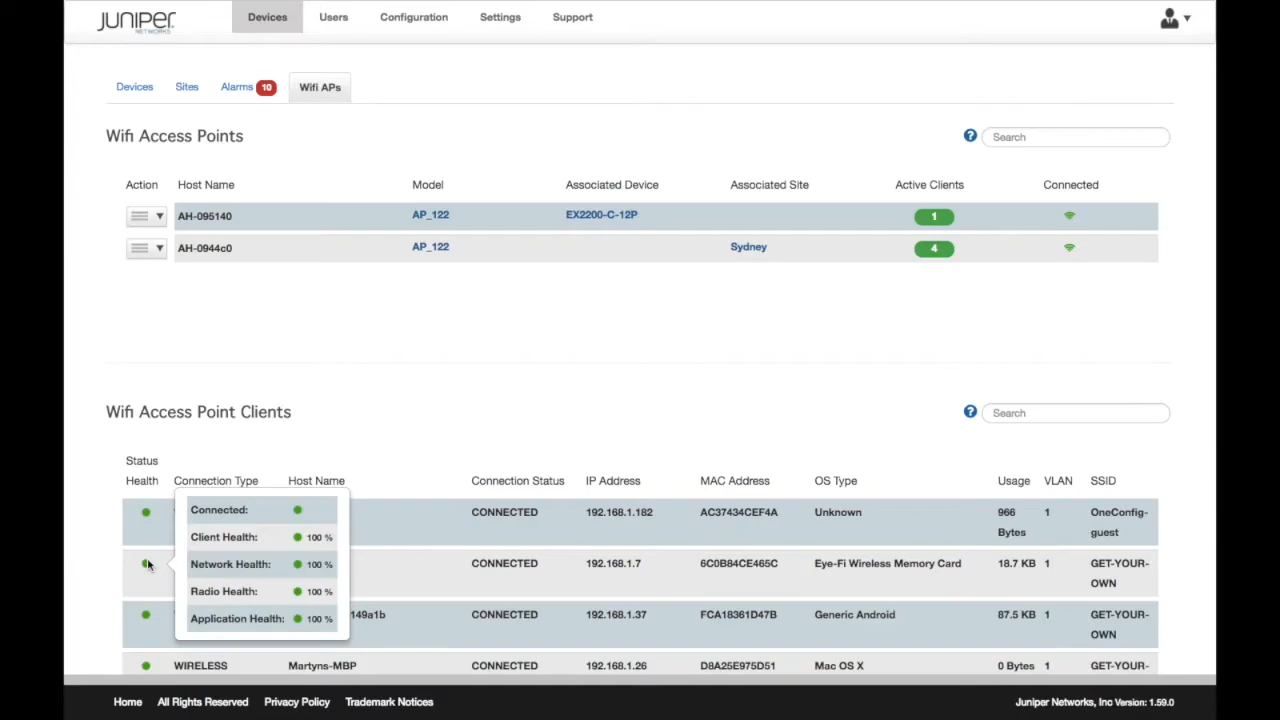 JUNIPER
NETWORKS
Devices Users Configuration Settings Support
Devices Sites Alarms 10 Wifi APs
Wifi Access Points
? Search
Action Host Name Model Associated Device Associated Site Active Clients Connected
AH-095140 AP_122 EX2200-C-12P 1
AH-0944c0 AP_122 Sydney 4
Wifi Access Point Clients
? Search
Status
Health Connection Type Host Name Connection Status IP Address MAC Address OS Type Usage VLAN SSID
Connected:
Client Health: 100 %
Network Health: 100 %
Radio Health: 100 %
Application Health: 100 %
CONNECTED 192.168.1.182 AC37434CEF4A Unknown 966 1 OneConfig-
Bytes guest
CONNECTED 192.168.1.7 6C0B84CE465C Eye-Fi Wireless Memory Card 18.7 KB 1 GET-YOUR-
OWN
149a1b CONNECTED 192.168.1.37 FCA18361D47B Generic Android 87.5 KB 1 GET-YOUR-
OWN
WIRELESS Martyns-MBP CONNECTED 192.168.1.26 D8A25E975D51 Mac OS X 0 Bytes 1 GET-YOUR-
Home All Rights Reserved Privacy Policy Trademark Notices Juniper Networks, Inc Version: 1.59.0